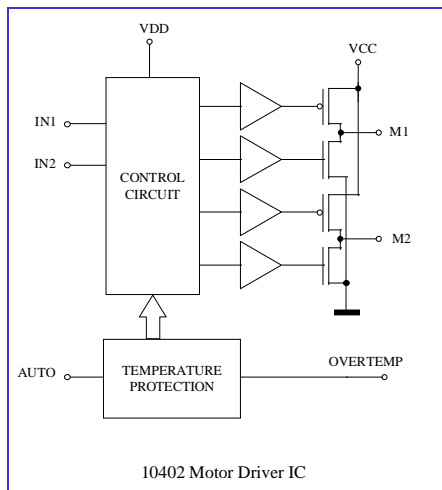 VDD
VCC
IN1
M1
IN2
CONTROL
CIRCUIT
M2
AUTO
TEMPERATURE
PROTECTION
OVERTEMP
10402 Motor Driver IC